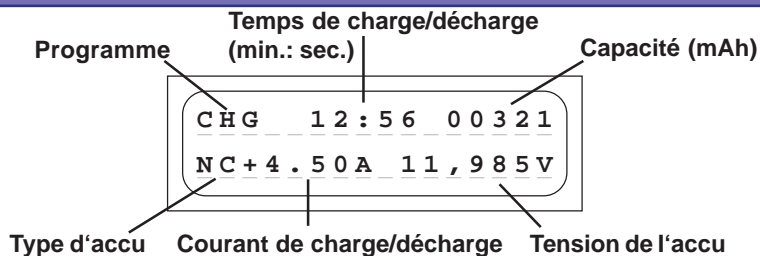 Temps de charge/décharge
Programme (min.: sec.) Capacité (mAh)
CHG 12:56 00321
NC+4.50A 11,985V
Type d‘accu Courant de charge/décharge Tension de l‘accu